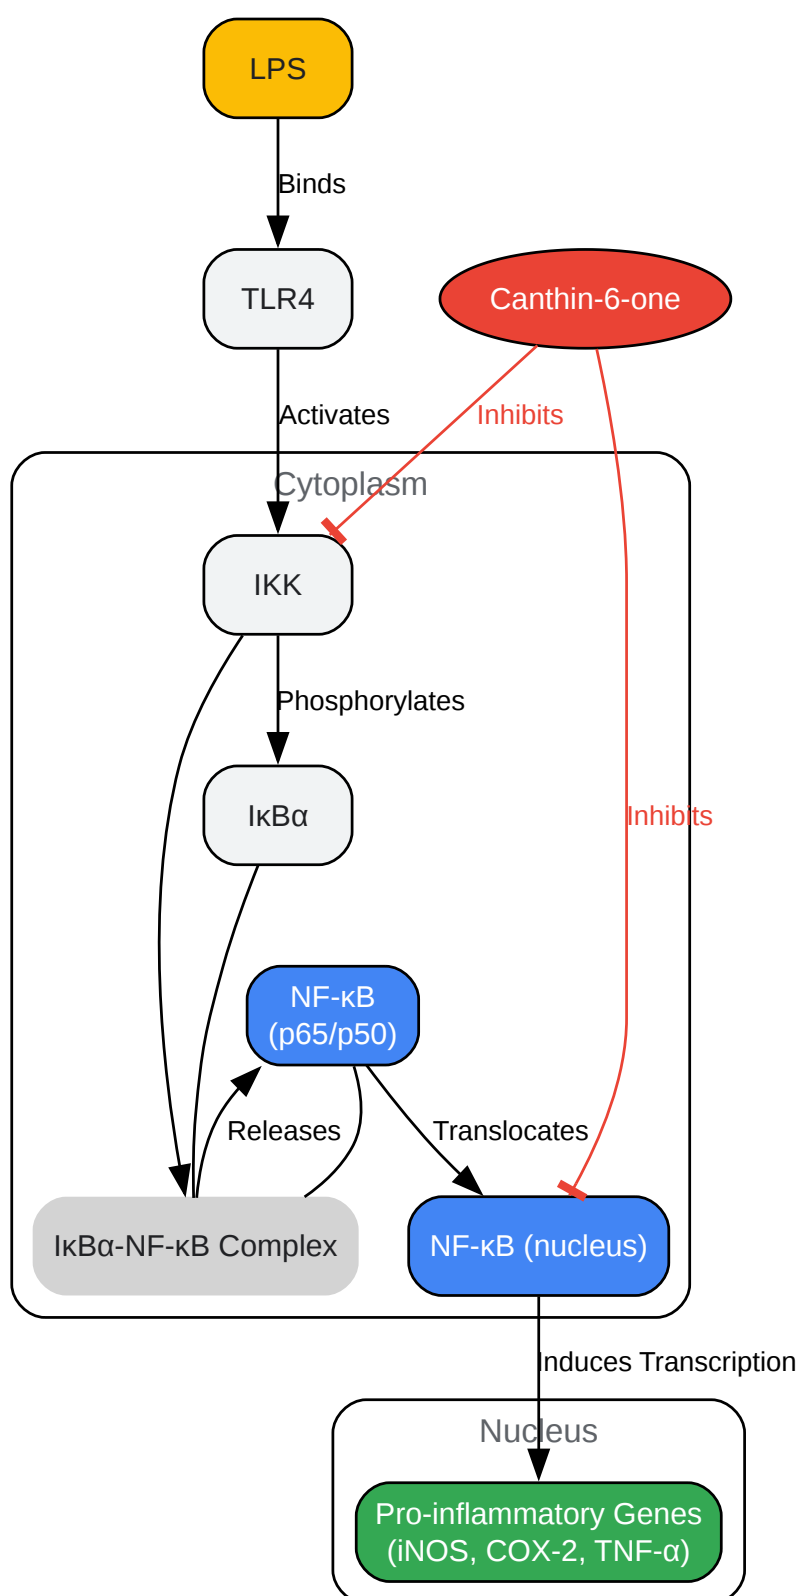 LPS
Binds
TLR4
Canthin-6-one
Activates
Inhibits
Cytoplasm
IKK
Phosphorylates
IκBα
Inhibits
NF-κB
(p65/p50)
Releases
Translocates
IκBα-NF-κB Complex
NF-κB (nucleus)
Induces Transcription
Nucleus
Pro-inflammatory Genes
(iNOS, COX-2, TNF-α)